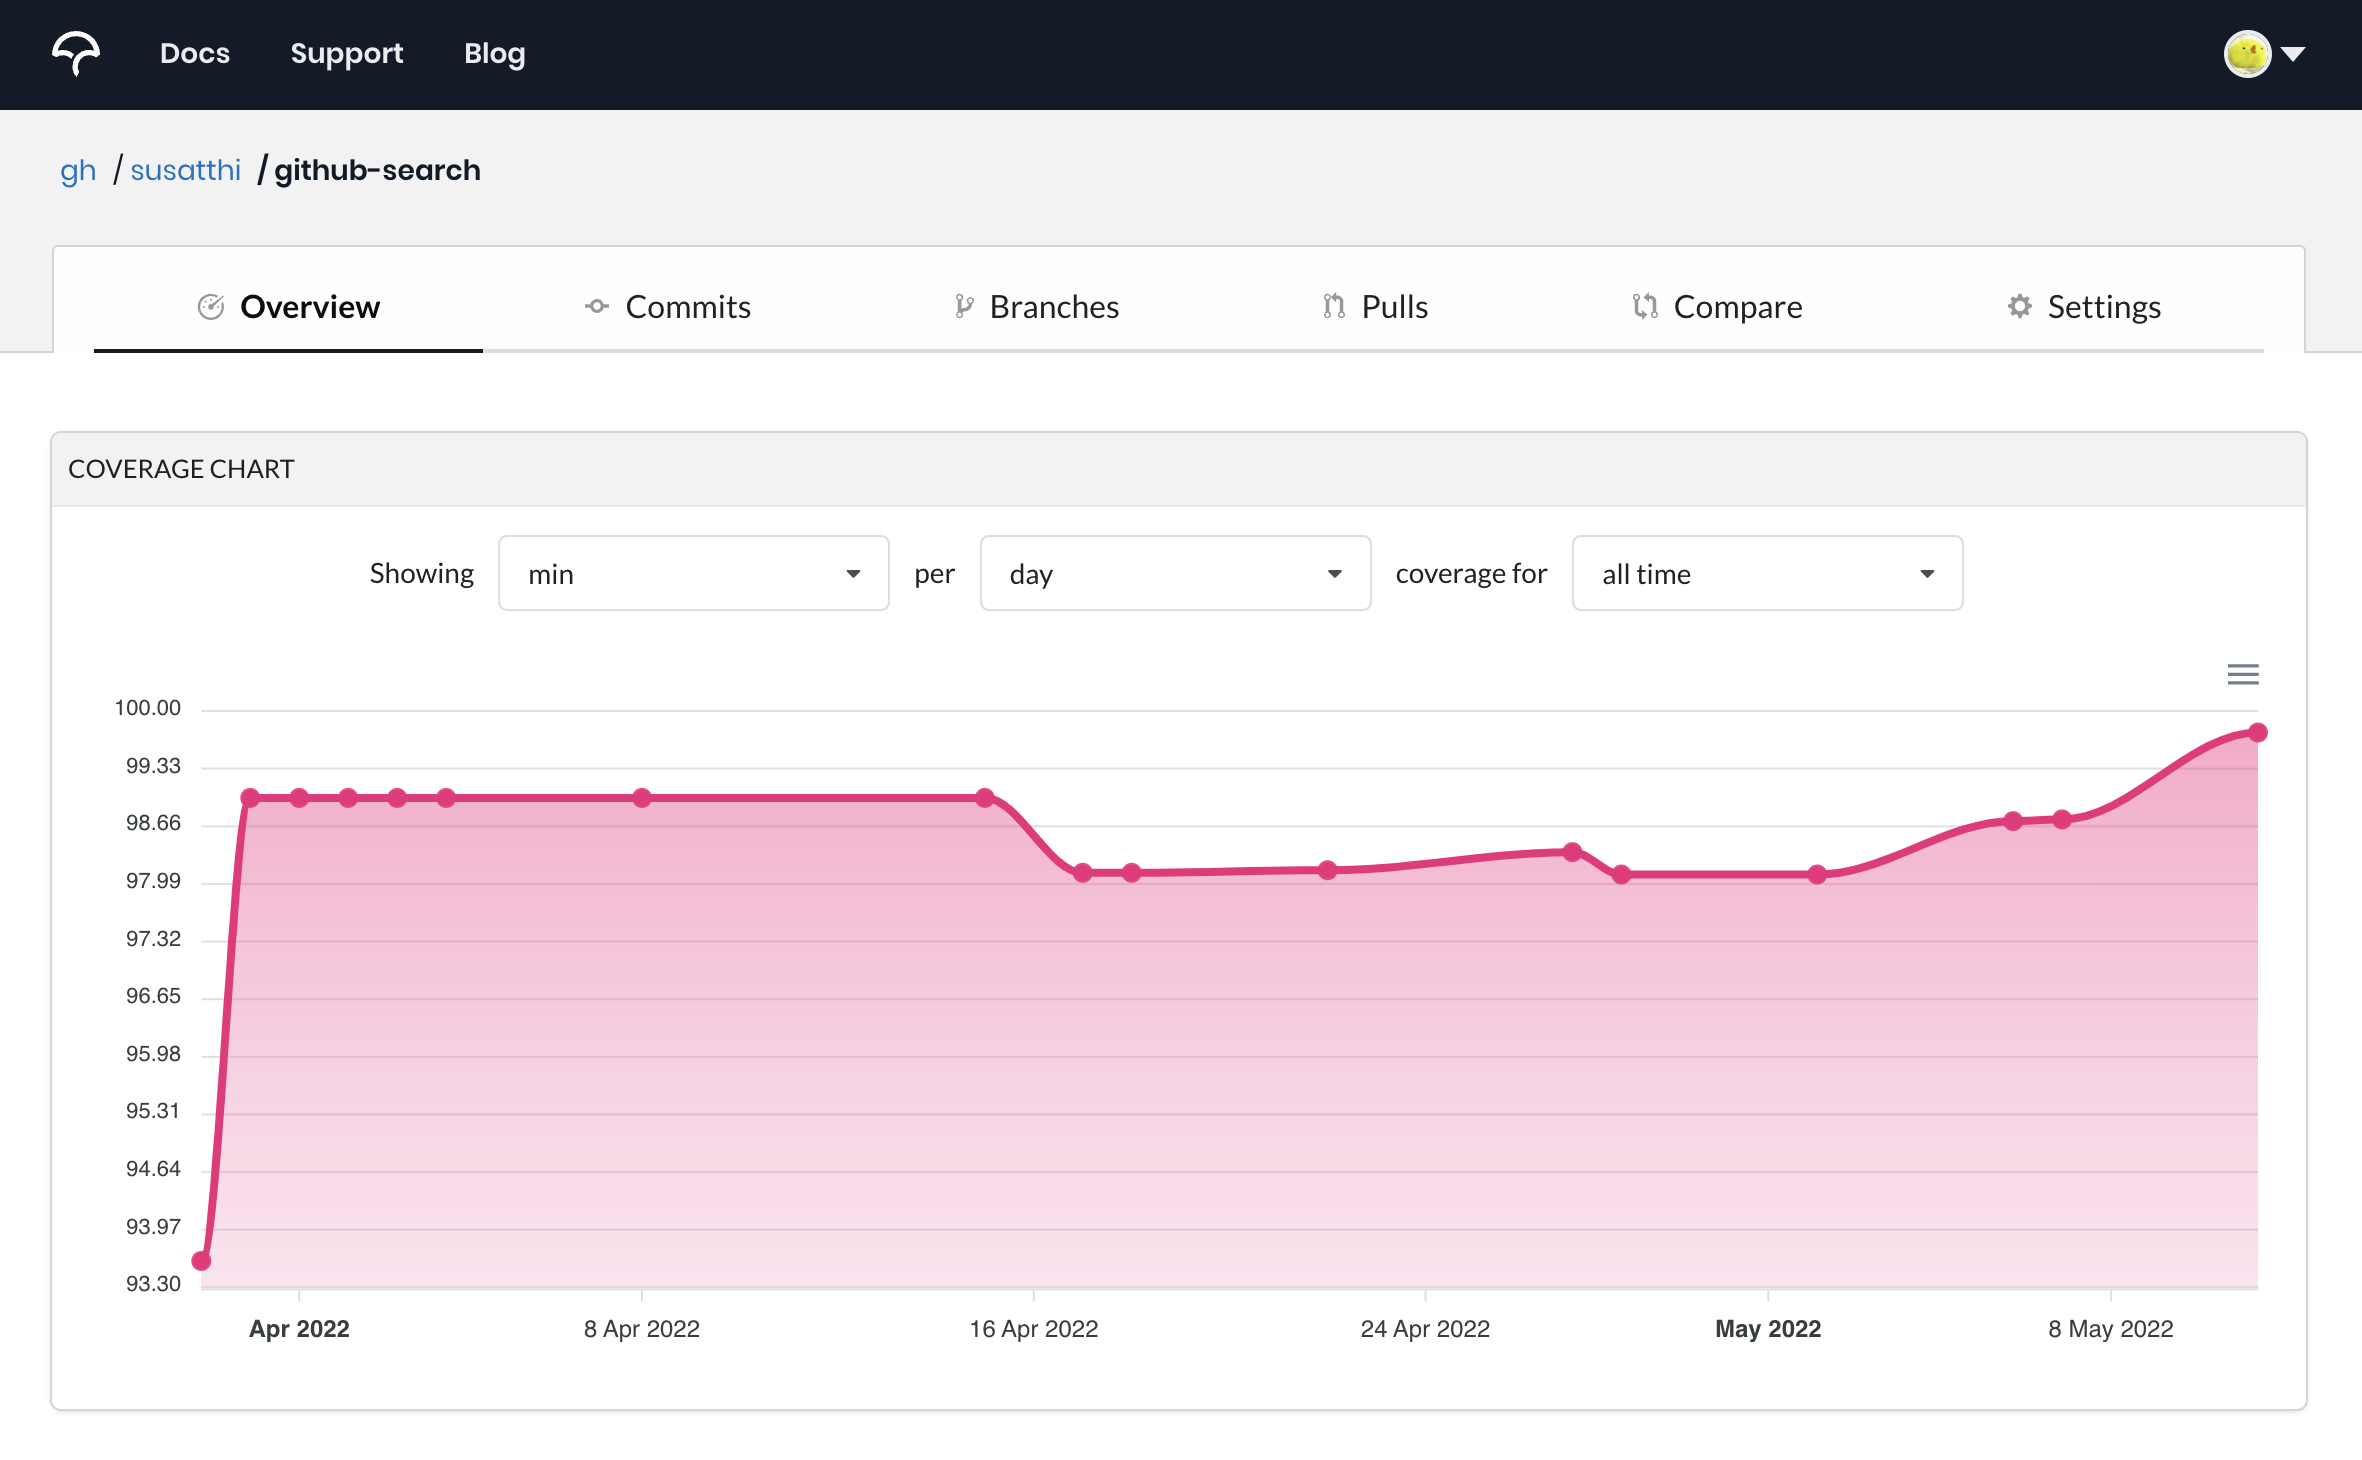 Docs Support Blog
gh / susatthi / github-search
Overview Commits Branches Pulls Compare Settings
COVERAGE CHART
Showing min per day coverage for all time
100.00
99.33
98.66
97.99
97.32
96.65
95.98
95.31
94.64
93.97
93.30
Apr 2022 8 Apr 2022 16 Apr 2022 24 Apr 2022 May 2022 8 May 2022